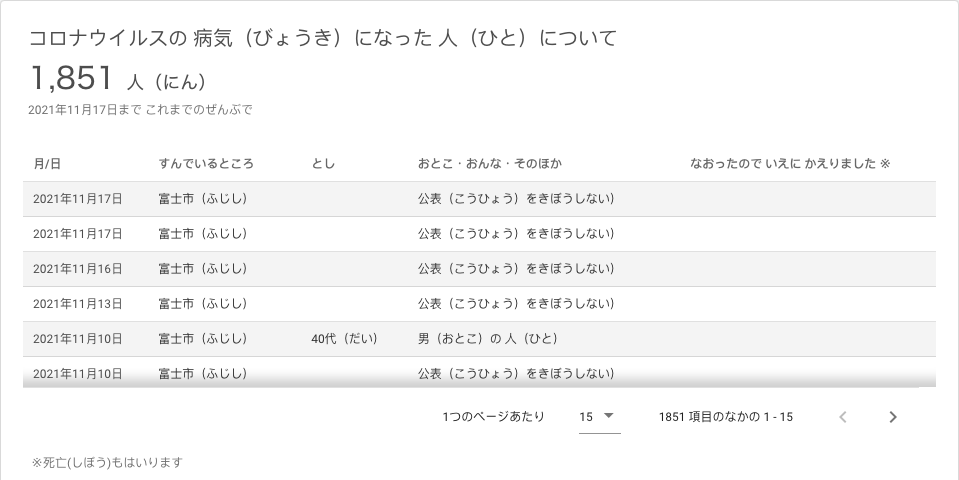 コロナウイルスの 病気（びょうき）になった 人（ひと）について
1,851 人（にん）
2021年11月17日まで これまでのぜんぶで
月/日 すんでいるところ とし おとこ・おんな・そのほか なおったので いえに かえりました ※
2021年11月17日 富士市（ふじし） 公表（こうひょう）をきぼうしない）
2021年11月17日 富士市（ふじし） 公表（こうひょう）をきぼうしない）
2021年11月16日 富士市（ふじし） 公表（こうひょう）をきぼうしない）
2021年11月13日 富士市（ふじし） 公表（こうひょう）をきぼうしない）
2021年11月10日 富士市（ふじし） 40代（だい） 男（おとこ）の 人（ひと）
2021年11月10日 富士市（ふじし） 公表（こうひょう）をきぼうしない）
1つのページあたり 15 1851 項目のなかの 1 - 15
※死亡(しぼう)もはいります